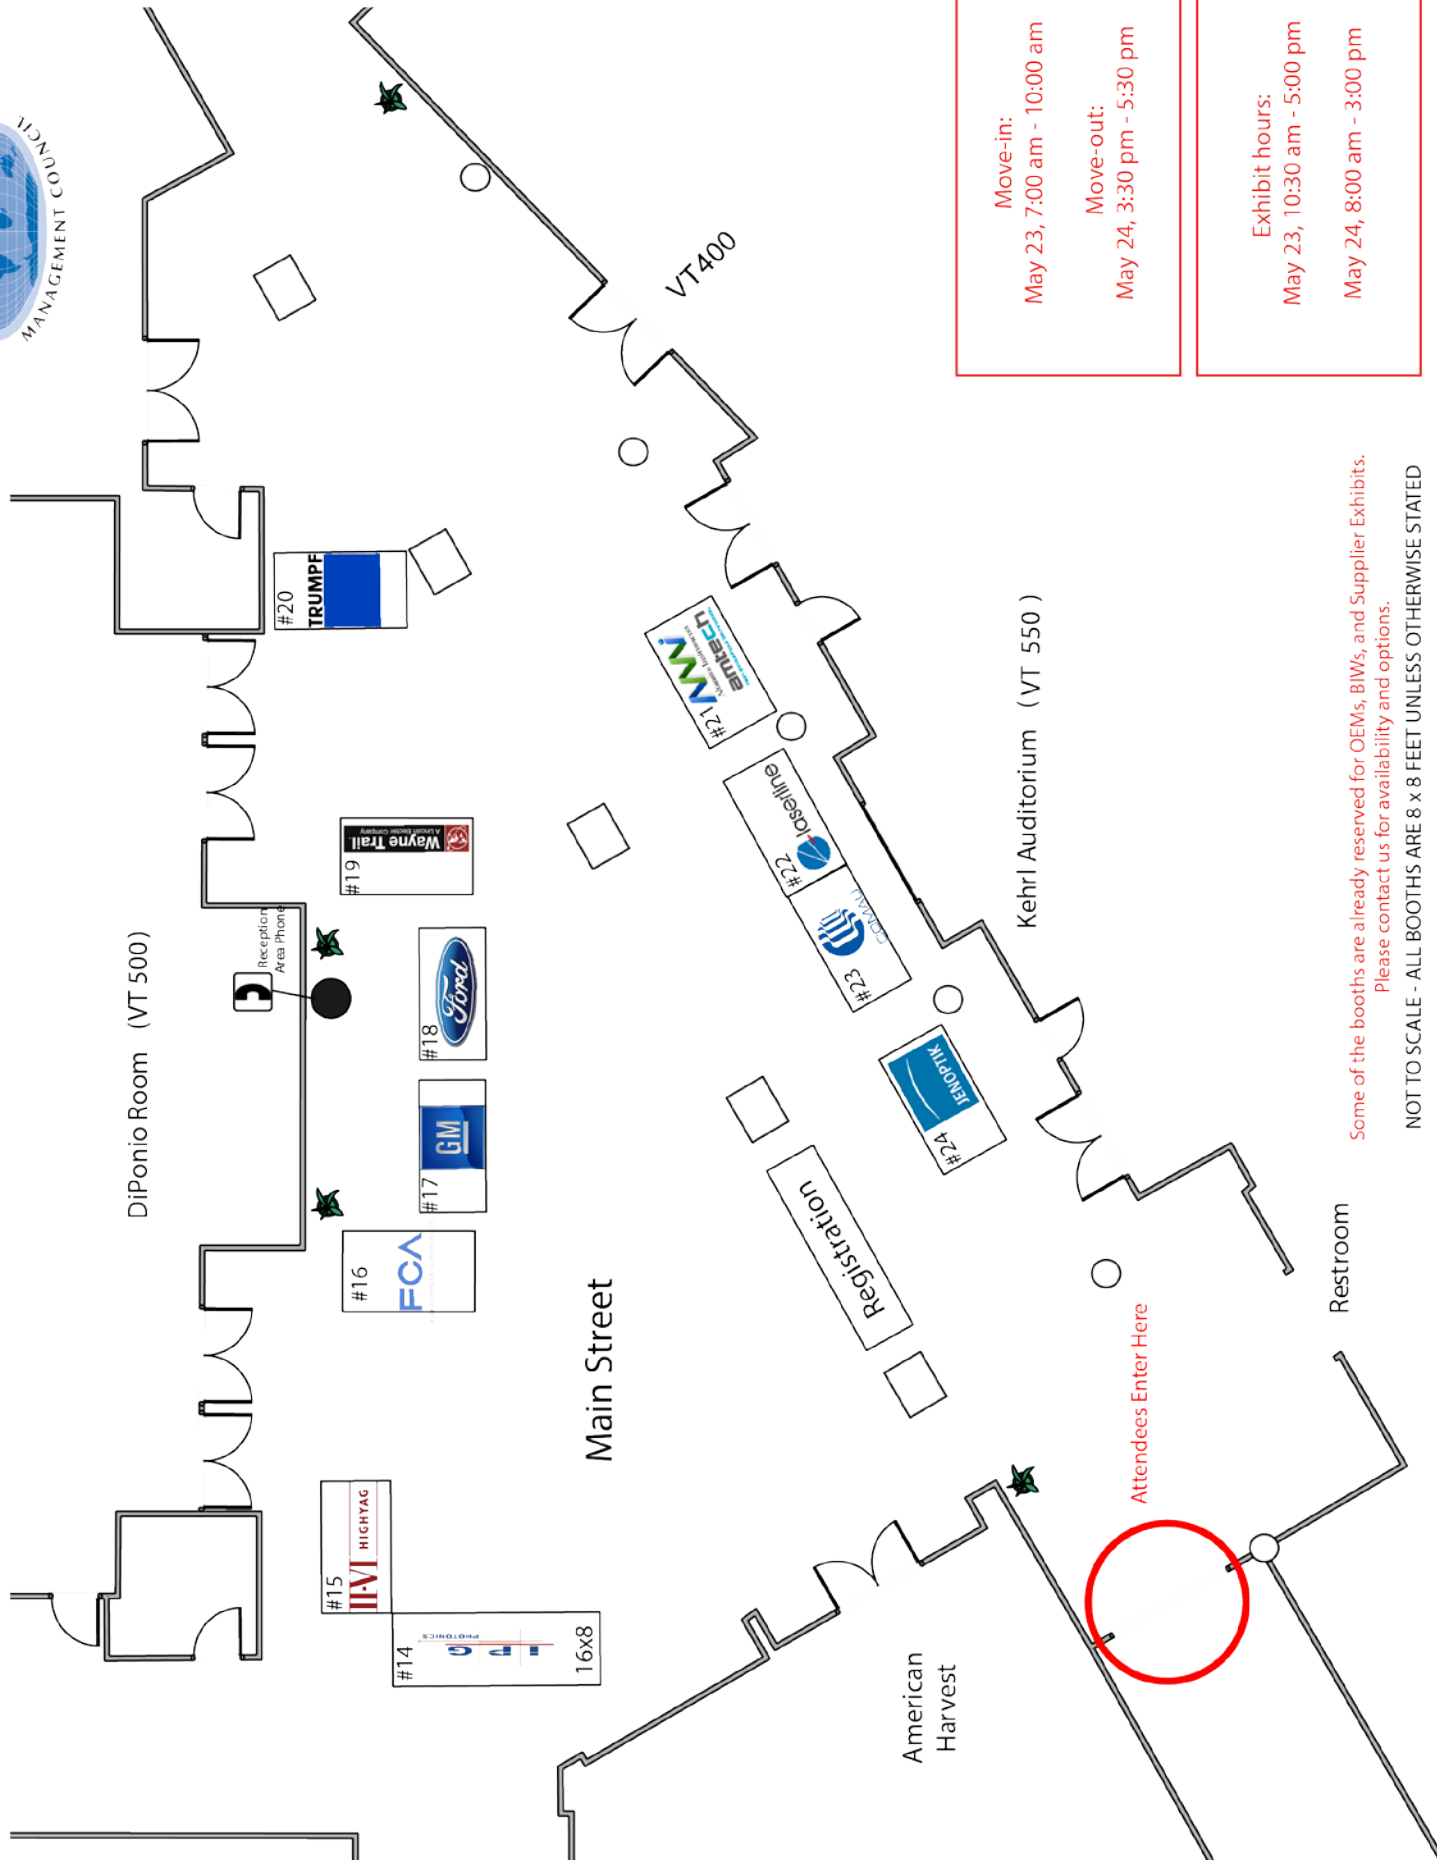 MANAGEMENT COUNCIL
Move-in:
May 23, 7:00 am - 10:00 am
Move-out:
May 24, 3:30 pm - 5:30 pm
Exhibit hours:
May 23, 10:30 am - 5:00 pm
May 24, 8:00 am - 3:00 pm
VT400
#20
TRUMPF
#21
amtech
#22
laserline
#23
COMAU
#24
JENOPTIK
Kehrl Auditorium (VT 550 )
#19
Wayne Trail
A Lincoln Electric Company
Reception
Area Phone
DiPonio Room (VT 500)
#18
Ford
#17
GM
#16
FCA
Main Street
Registration
#15
II-VI HIGHYAG
#14
IPG
PHOTONICS
16x8
American
Harvest
Attendees Enter Here
Restroom
Some of the booths are already reserved for OEMs, BIWs, and Supplier Exhibits.
Please contact us for availability and options.
NOT TO SCALE - ALL BOOTHS ARE 8 x 8 FEET UNLESS OTHERWISE STATED